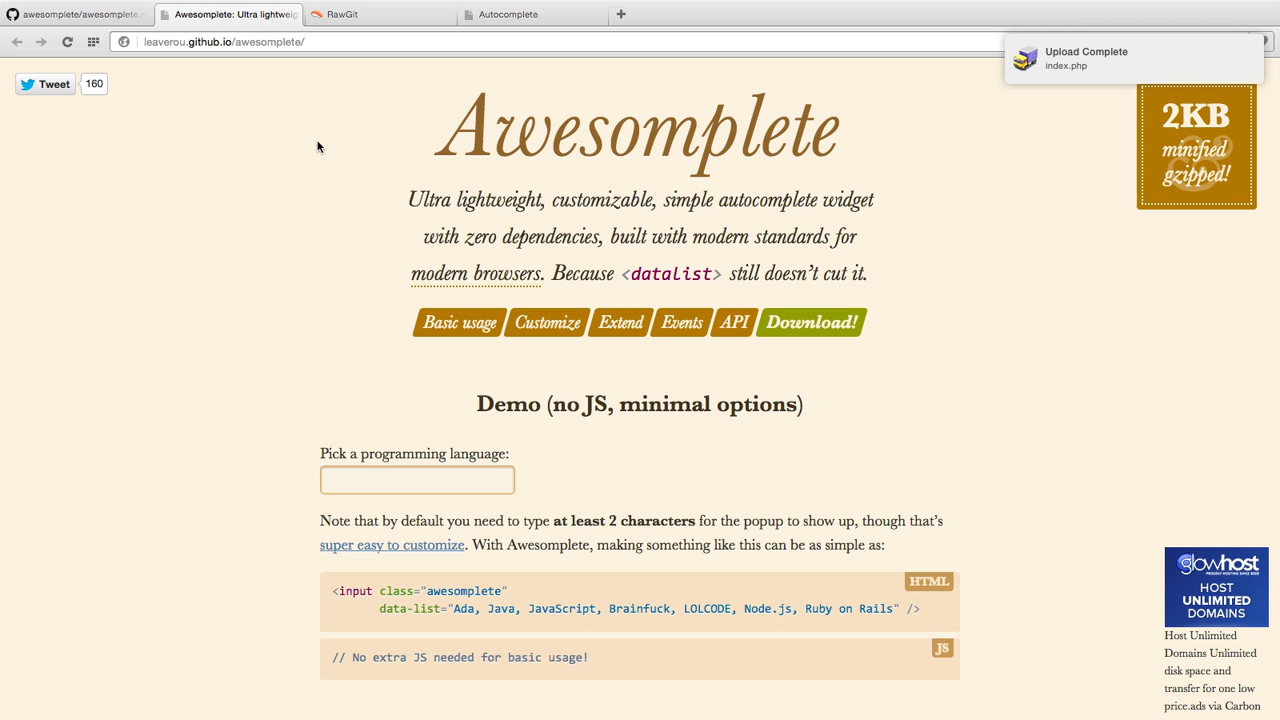 awesomplete/awesomplete.m
Awesomplete: Ultra lightweig
RawGit
Autocomplete
leaverou.github.io/awesomplete/
Upload Complete
index.php
Tweet
160
Awesomplete
2KB
minified
&
gzipped!
Ultra lightweight, customizable, simple autocomplete widget
with zero dependencies, built with modern standards for
modern browsers. Because <datalist> still doesn't cut it.
Basic usage Customize Extend Events API Download!
Demo (no JS, minimal options)
Pick a programming language:
Note that by default you need to type at least 2 characters for the popup to show up, though that's
super easy to customize. With Awesomplete, making something like this can be as simple as:
HTML
<input class="awesomplete"
data-list="Ada, Java, JavaScript, Brainfuck, LOLCODE, Node.js, Ruby on Rails" />
JS
// No extra JS needed for basic usage!
glowhost
HOST
UNLIMITED
DOMAINS
Host Unlimited
Domains Unlimited
disk space and
transfer for one low
price.ads via Carbon